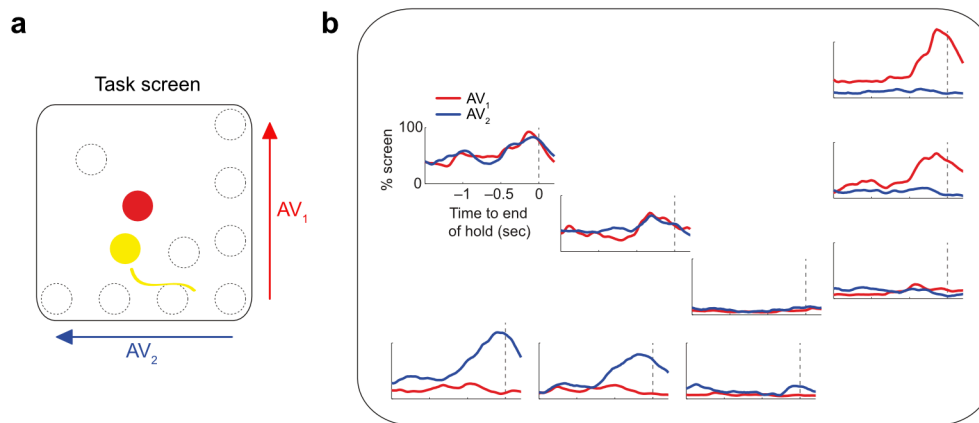 a
Task screen
AV1
AV2
b
AV1
AV2
100
% screen
0
−1 −0.5 0
Time to end
of hold (sec)